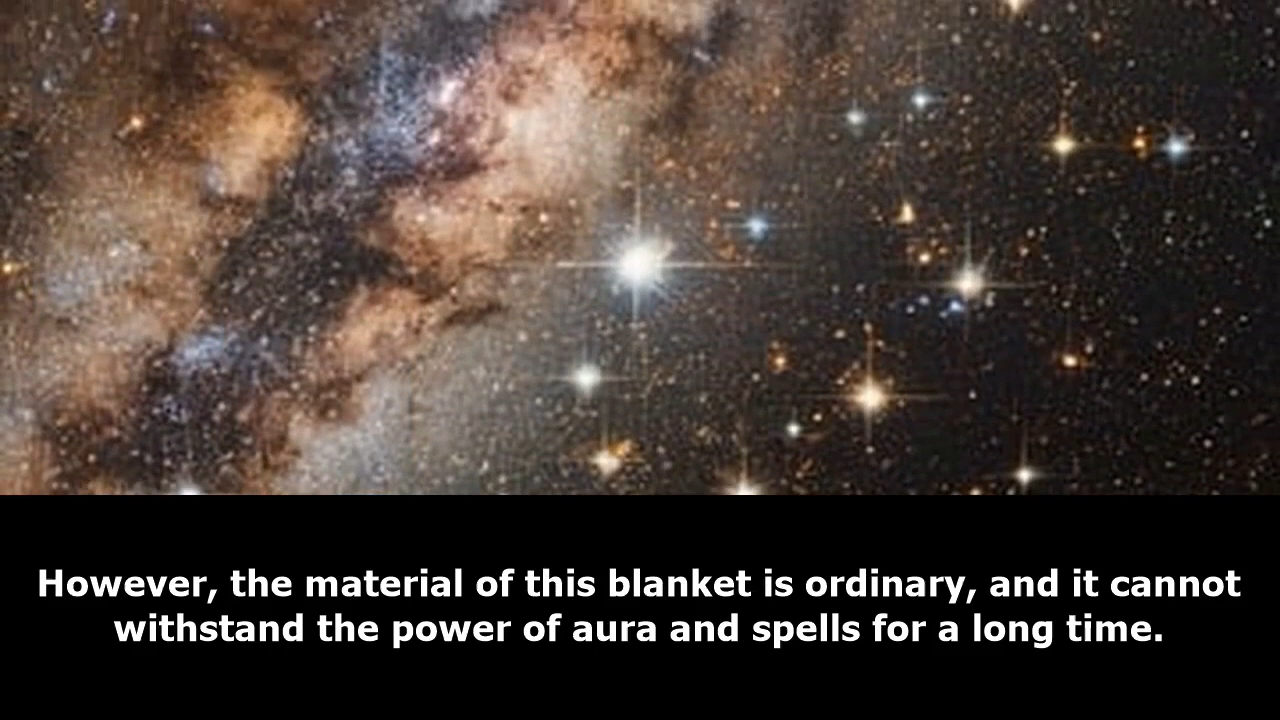 However, the material of this blanket is ordinary, and it cannot
withstand the power of aura and spells for a long time.